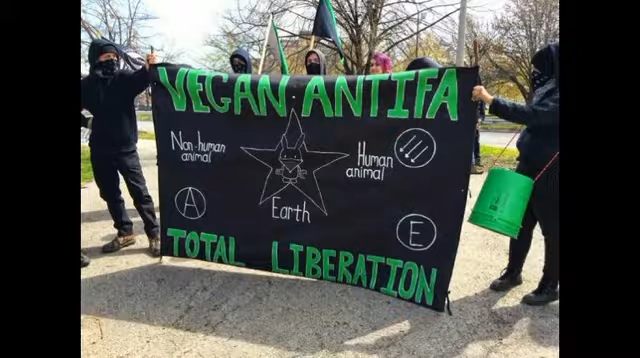 VEGAN ANTIFA
Non-human
animal
Human
animal
A
Earth
E
TOTAL LIBERATION